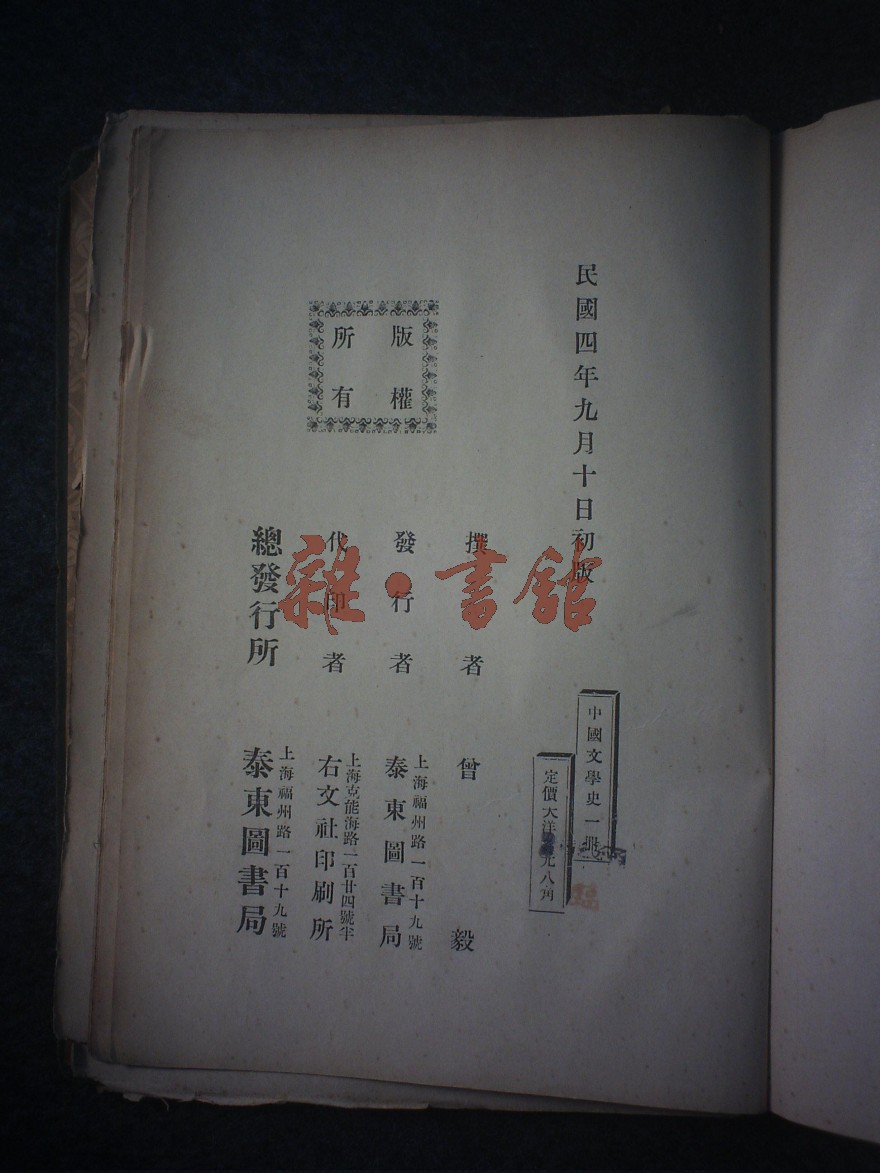 民國四年九月十日初版
中國文學史一册
定價大洋 元八角
撰者 曾毅
發行者 上海福州路一百十九號
泰東圖書局
代印者 上海克能海路一百廿四號半
右文社印刷所
總發行所 上海福州路一百十九號
泰東圖書局
版權
所有
雜·書館